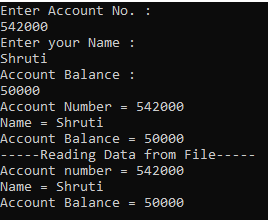 Enter Account No. :
542000
Enter your Name :
Shruti
Account Balance :
50000
Account Number = 542000
Name = Shruti
Account Balance = 50000
-----Reading Data from File-----
Account number = 542000
Name = Shruti
Account Balance = 50000